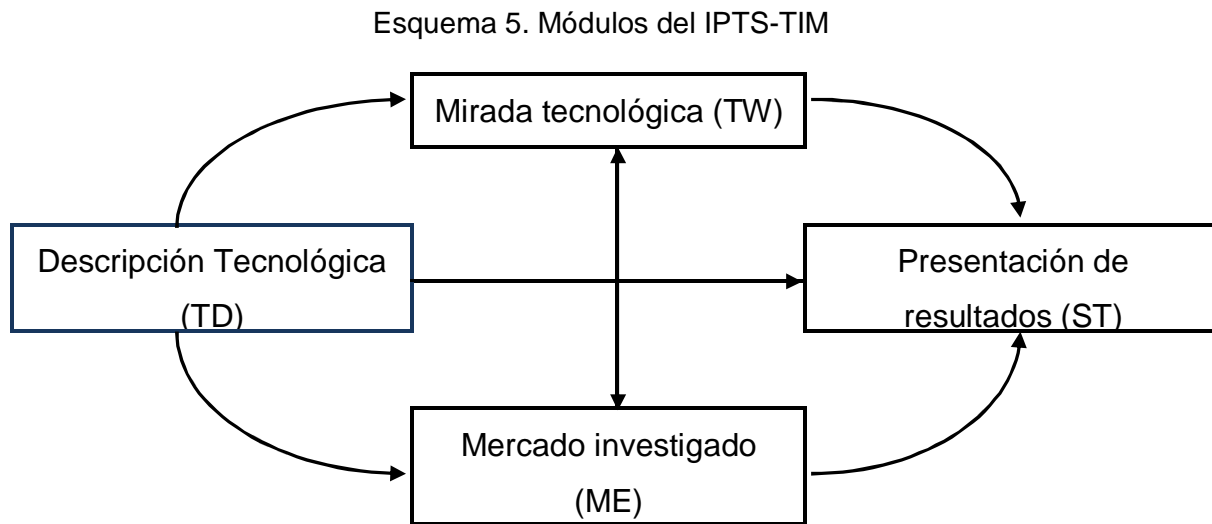 Esquema 5. Módulos del IPTS-TIM
Mirada tecnológica (TW)
Descripción Tecnológica
(TD)
Presentación de
resultados (ST)
Mercado investigado
(ME)